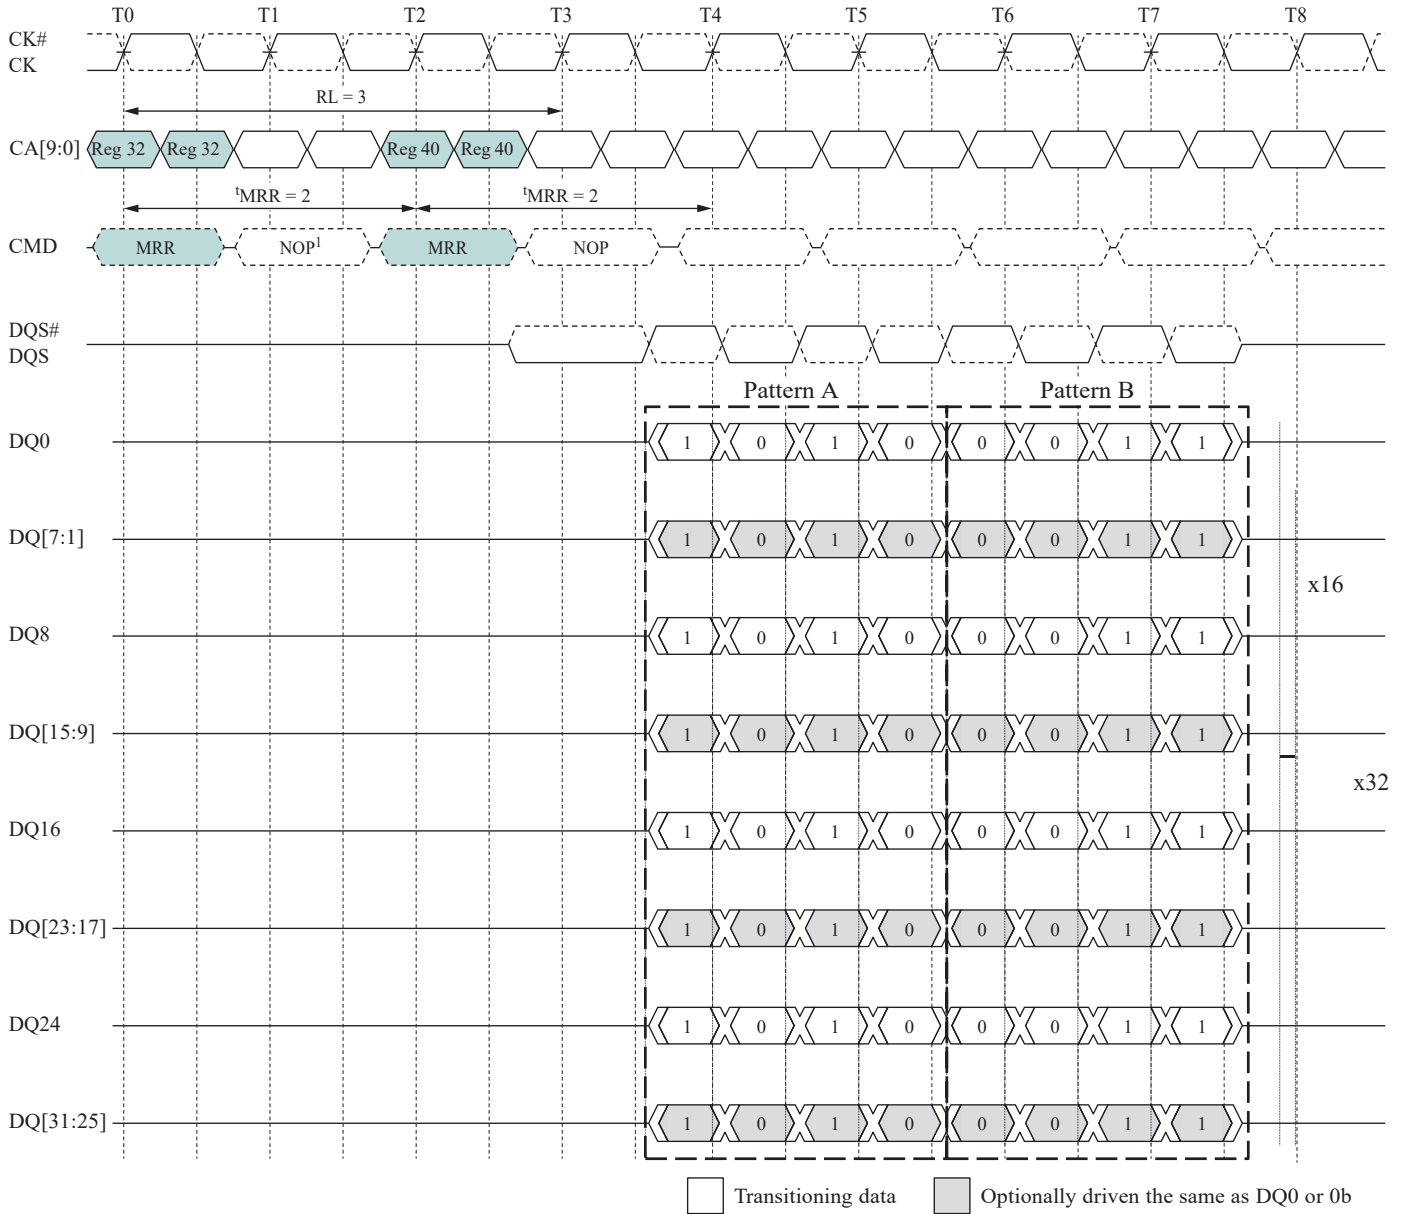 T0 T1 T2 T3 T4 T5 T6 T7 T8
CK#
CK
RL = 3
CA[9:0] Reg 32 Reg 32 Reg 40 Reg 40
tMRR = 2 tMRR = 2
CMD MRR NOP1 MRR NOP
DQS#
DQS
Pattern A Pattern B
DQ0 1 0 1 0 0 0 1 1
DQ[7:1] 1 0 1 0 0 0 1 1
x16
DQ8 1 0 1 0 0 0 1 1
DQ[15:9] 1 0 1 0 0 0 1 1
x32
DQ16 1 0 1 0 0 0 1 1
DQ[23:17] 1 0 1 0 0 0 1 1
DQ24 1 0 1 0 0 0 1 1
DQ[31:25] 1 0 1 0 0 0 1 1
Transitioning data Optionally driven the same as DQ0 or 0b